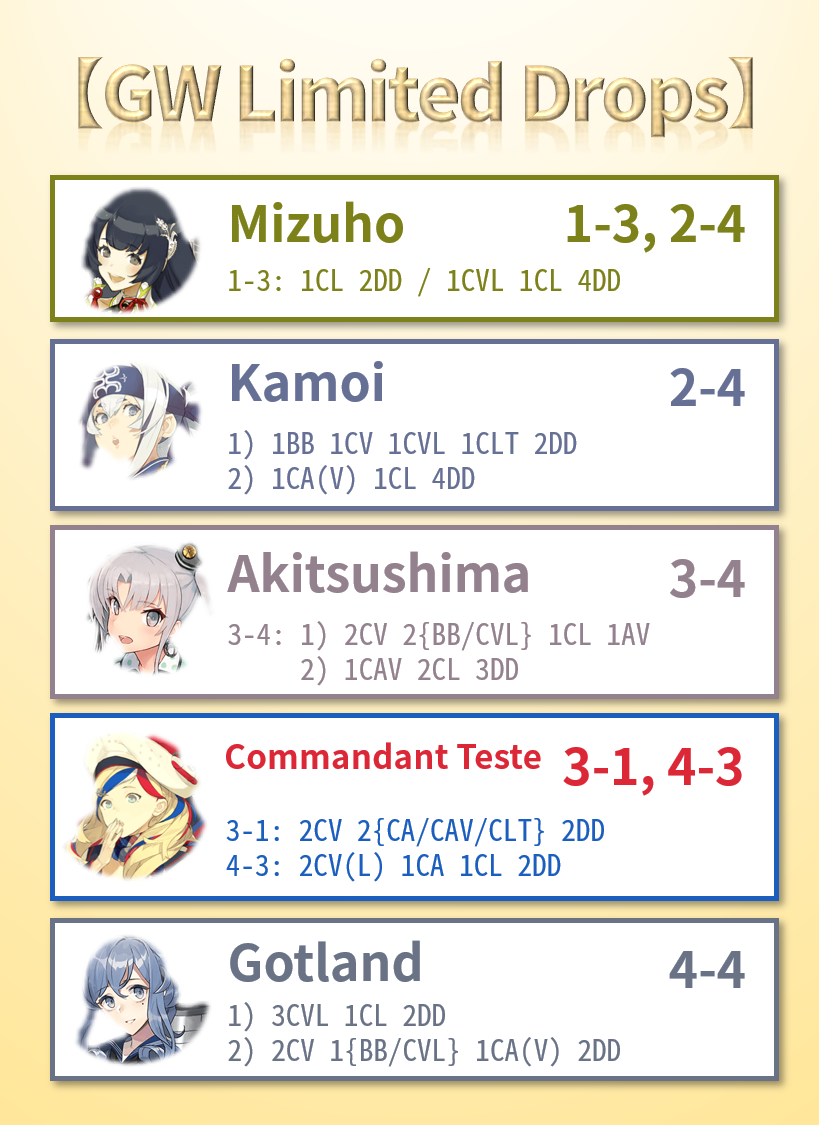 【GW Limited Drops】
Mizuho 1-3, 2-4
1-3: 1CL 2DD / 1CVL 1CL 4DD
Kamoi 2-4
1) 1BB 1CV 1CVL 1CLT 2DD
2) 1CA(V) 1CL 4DD
Akitsushima 3-4
3-4: 1) 2CV 2{BB/CVL} 1CL 1AV
2) 1CAV 2CL 3DD
Commandant Teste 3-1, 4-3
3-1: 2CV 2{CA/CAV/CLT} 2DD
4-3: 2CV(L) 1CA 1CL 2DD
Gotland 4-4
1) 3CVL 1CL 2DD
2) 2CV 1{BB/CVL} 1CA(V) 2DD